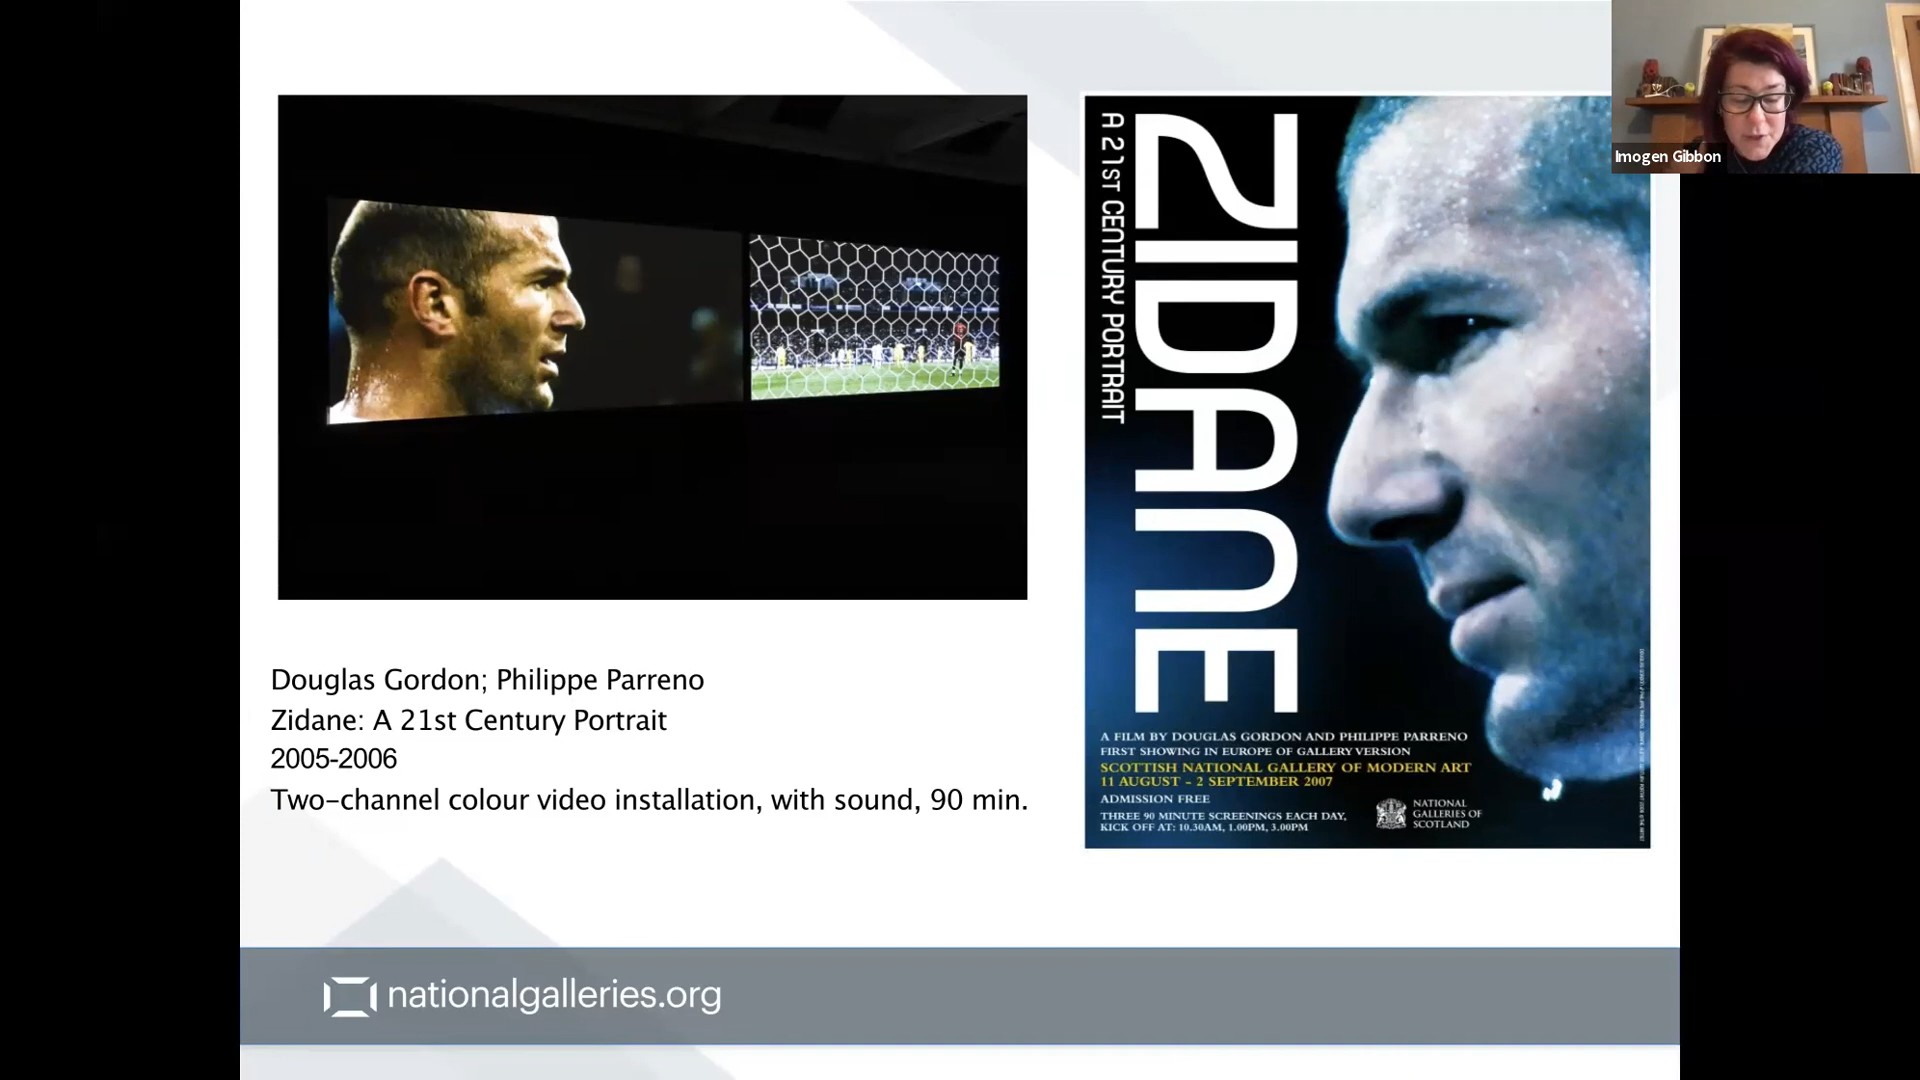 Imogen Gibbon
ZIDANE
A 21ST CENTURY PORTRAIT
A FILM BY DOUGLAS GORDON AND PHILIPPE PARRENO
FIRST SHOWING IN EUROPE OF GALLERY VERSION
SCOTTISH NATIONAL GALLERY OF MODERN ART
11 AUGUST - 2 SEPTEMBER 2007
ADMISSION FREE
THREE 90 MINUTE SCREENINGS EACH DAY,
KICK OFF AT: 10.30AM, 1.00PM, 3.00PM
NATIONAL
GALLERIES OF
SCOTLAND
Douglas Gordon; Philippe Parreno
Zidane: A 21st Century Portrait
2005-2006
Two-channel colour video installation, with sound, 90 min.
nationalgalleries.org